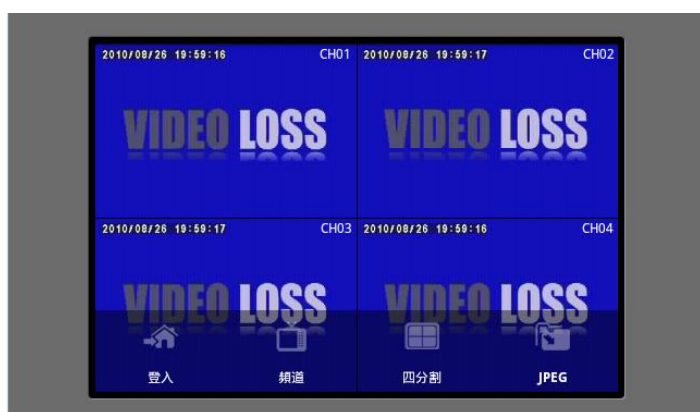 2010/08/26 19:59:16 CH01
VIDEO LOSS
2010/08/26 19:59:17 CH02
VIDEO LOSS
2010/08/26 19:59:17 CH03
VIDEO LOSS
2010/08/26 19:59:16 CH04
VIDEO LOSS
登入
頻道
四分割
JPEG